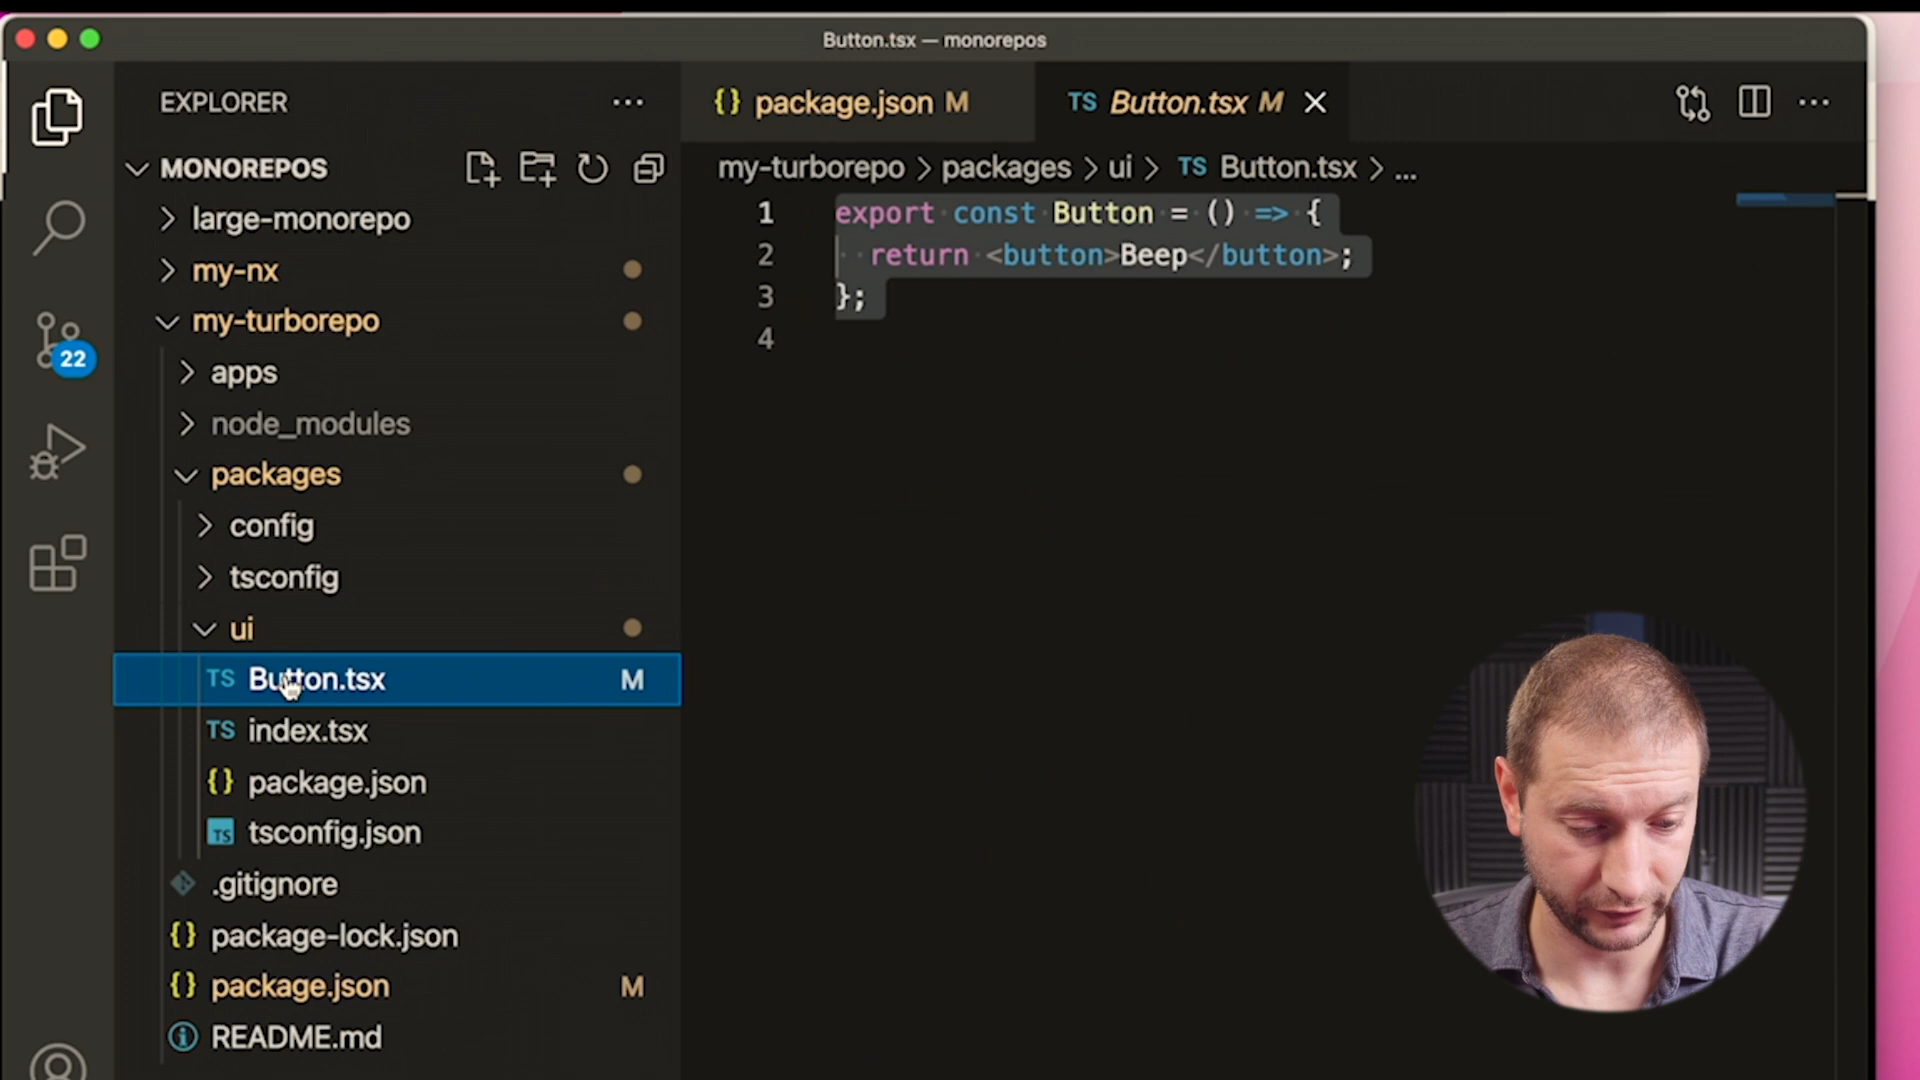 Button.tsx — monorepos
EXPLORER
MONOREPOS
large-monorepo
my-nx
my-turborepo
apps
node_modules
packages
config
tsconfig
ui
TS Button.tsx M
TS index.tsx
{} package.json
TS tsconfig.json
.gitignore
{} package-lock.json
{} package.json M
README.md
22
{} package.json M
TS Button.tsx M
my-turborepo > packages > ui > TS Button.tsx > ...
1 export const Button = () => {
2 return <button>Beep</button>;
3 };
4